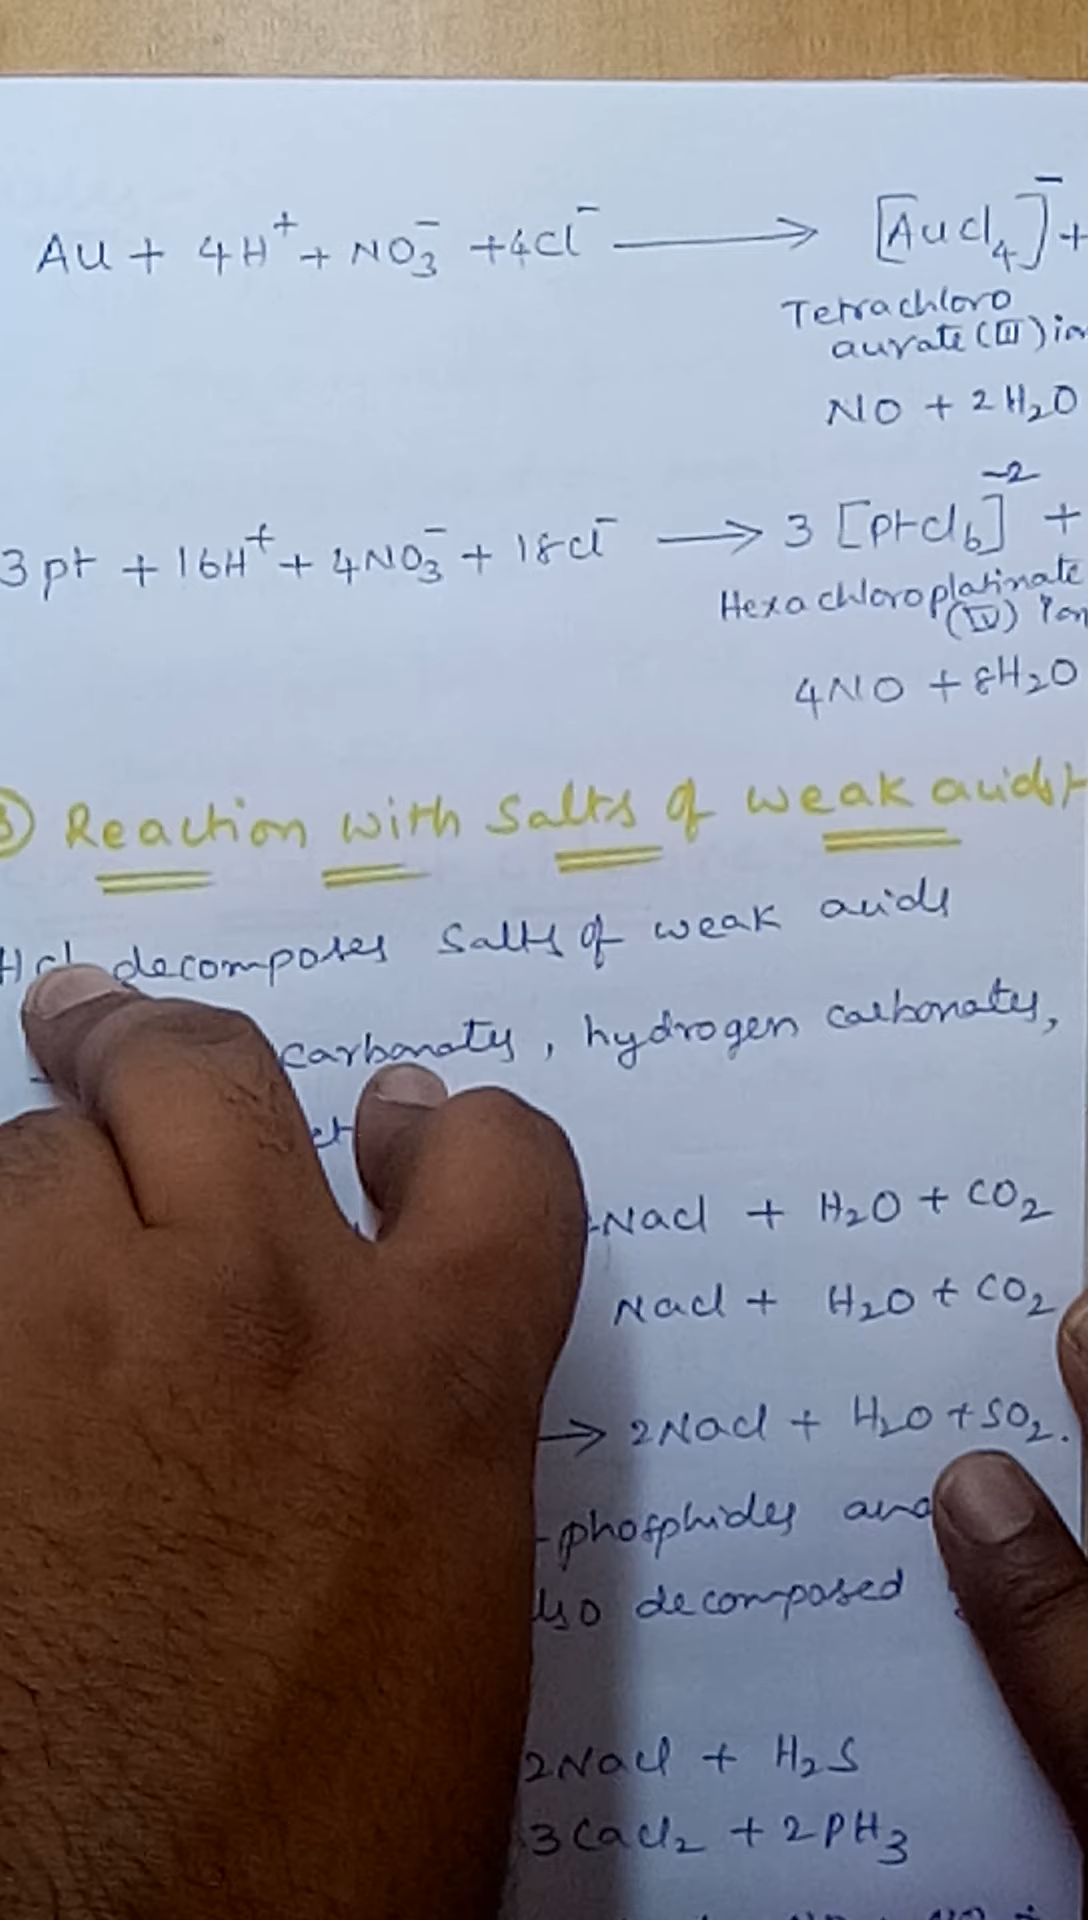 Au + 4H⁺ + NO₃⁻ + 4Cl⁻ ⟶ [AuCl₄]⁻ +
Tetrachloro
aurate (III) ion
NO + 2H₂O
3pt + 16H⁺ + 4NO₃⁻ + 18Cl⁻ ⟶ 3 [ptCl₆]⁻² +
Hexachloroplatinate
(IV) ion
4NO + 8H₂O
Reaction with Salts of weak acids:-
HCl decomposes Salts of weak acids
carbonates, hydrogen carbonates,
NaCl + H₂O + CO₂
NaCl + H₂O + CO₂
→ 2NaCl + H₂O + SO₂.
phosphides and
also decomposed
2NaCl + H₂S
3CaCl₂ + 2PH₃